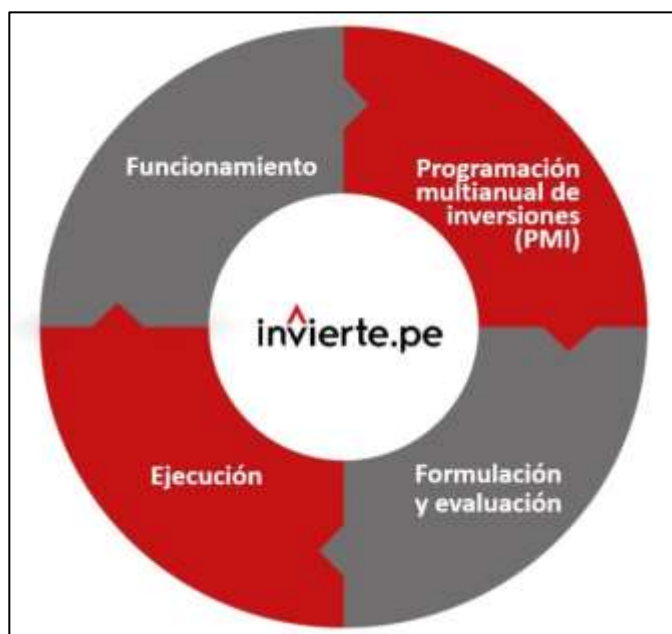 Funcionamiento
Programación
multianual de
inversiones
(PMI)
invierte.pe
Ejecución
Formulación
y evaluación